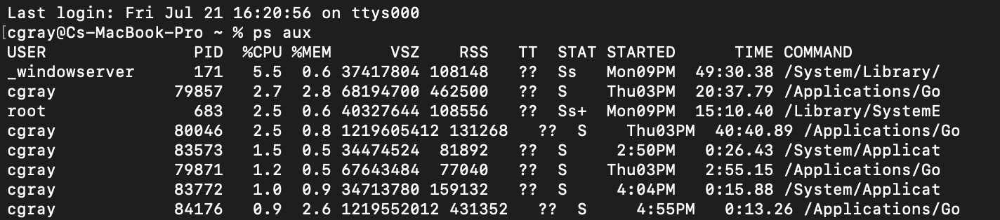 Last login: Fri Jul 21 16:20:56 on ttys000
[cgray@Cs-MacBook-Pro ~ % ps aux
USER               PID  %CPU %MEM      VSZ    RSS   TT  STAT STARTED      TIME COMMAND
_windowserver      171   5.5  0.6 37417804 108148   ??  Ss   Mon09PM  49:30.38 /System/Library/
cgray            79857   2.7  2.8 68194700 462500   ??  S    Thu03PM  20:37.79 /Applications/Go
root               683   2.5  0.6 40327644 108556   ??  Ss+  Mon09PM  15:10.40 /Library/SystemE
cgray            80046   2.5  0.8 1219605412 131268   ??  S    Thu03PM  40:40.89 /Applications/Go
cgray            83573   1.5  0.5 34474524  81892   ??  S     2:50PM   0:26.43 /System/Applicat
cgray            79871   1.2  0.5 67643484  77040   ??  S    Thu03PM   2:55.15 /Applications/Go
cgray            83772   1.0  0.9 34713780 159132   ??  S     4:04PM   0:15.88 /System/Applicat
cgray            84176   0.9  2.6 1219552012 431352   ??  S     4:55PM   0:13.26 /Applications/Go